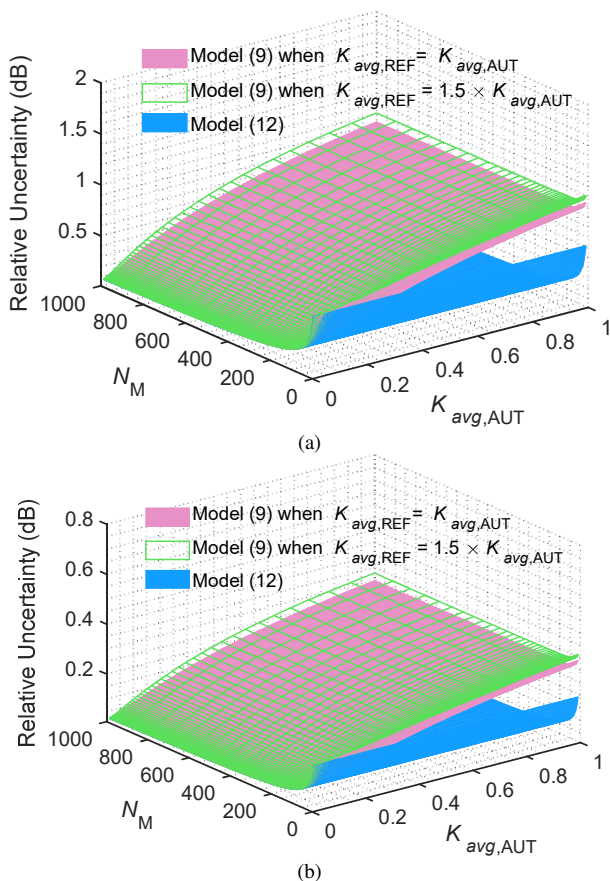 Relative Uncertainty (dB)
2
1.5
1
0.5
Model (9) when K avg,REF = K avg,AUT
Model (9) when K avg,REF = 1.5 × K avg,AUT
Model (12)
1000
800
600
400
200
0
N M
0
0.2
0.4
0.6
0.8
1
K avg,AUT
(a)
Relative Uncertainty (dB)
0.8
0.6
0.4
0.2
Model (9) when K avg,REF = K avg,AUT
Model (9) when K avg,REF = 1.5 × K avg,AUT
Model (12)
1000
800
600
400
200
0
N M
0
0.2
0.4
0.6
0.8
1
K avg,AUT
(b)